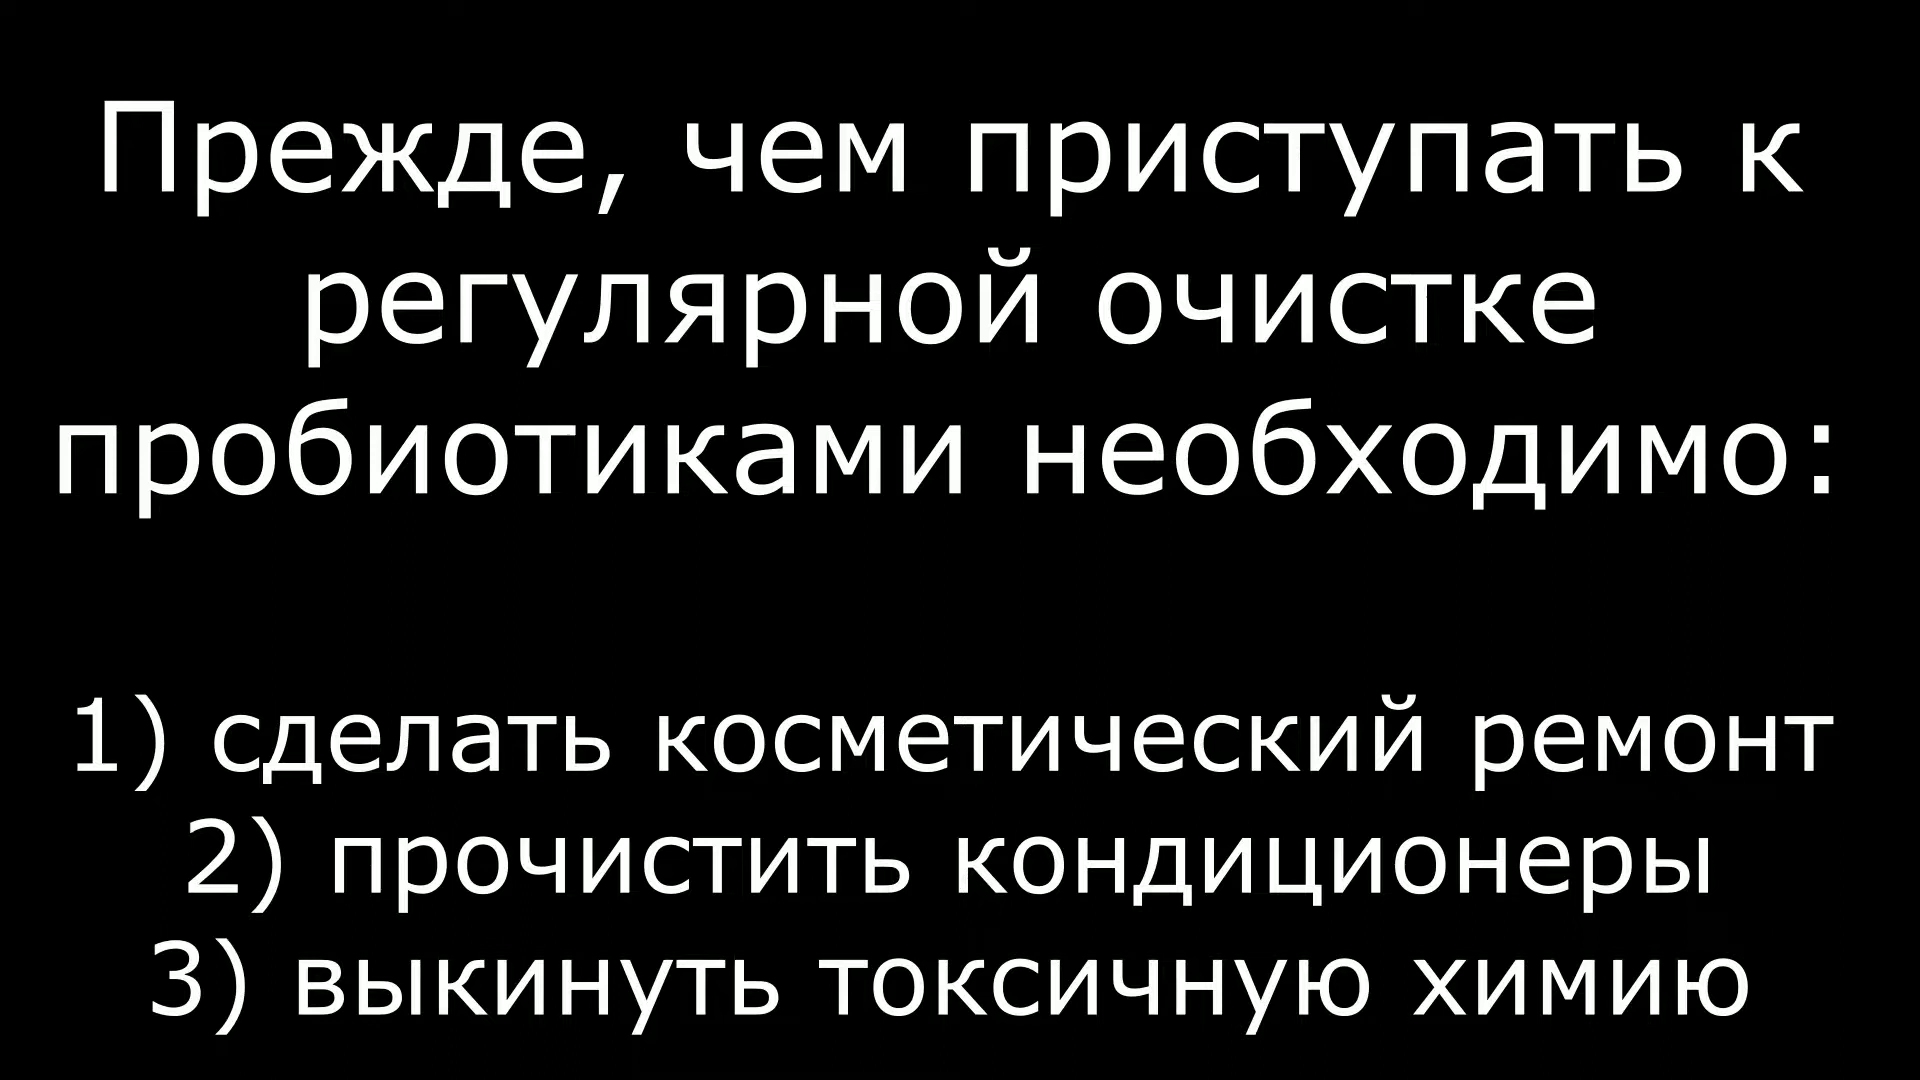 Прежде, чем приступать к
регулярной очистке
пробиотиками необходимо:
1) сделать косметический ремонт
2) прочистить кондиционеры
3) выкинуть токсичную химию